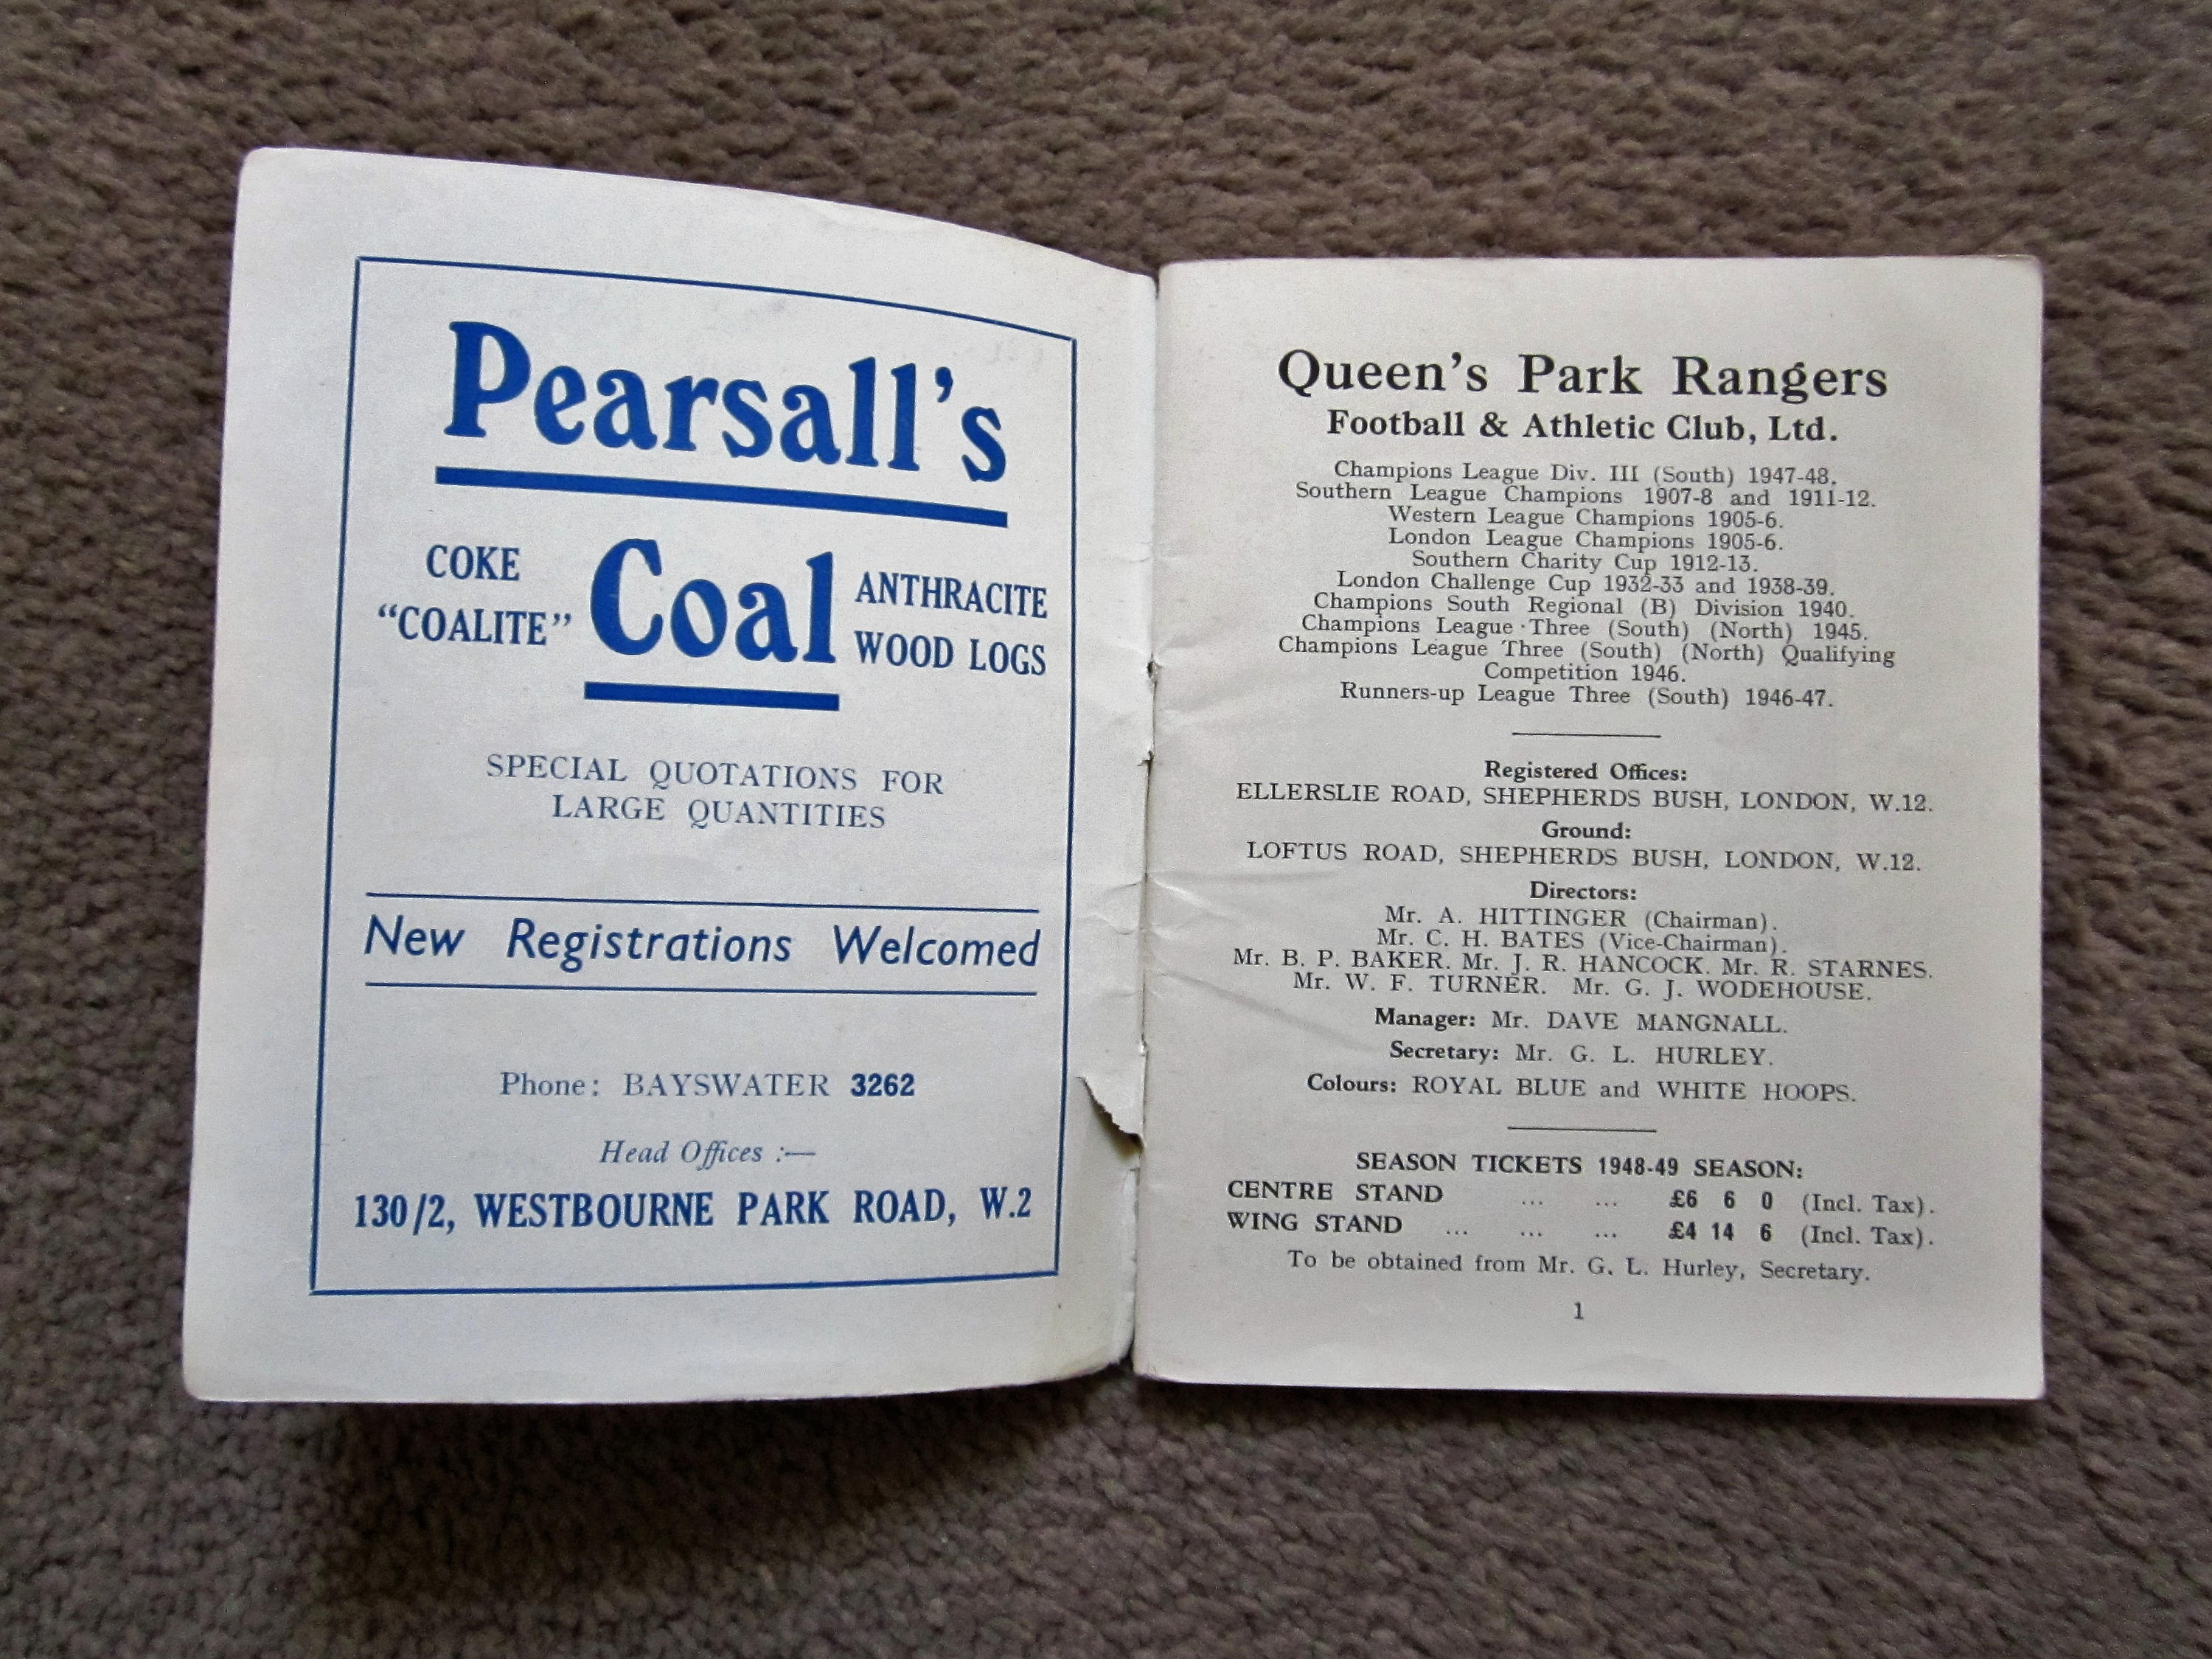 Pearsall's
COKE
"COALITE"
Coal
ANTHRACITE
WOOD LOGS
SPECIAL QUOTATIONS FOR
LARGE QUANTITIES
New Registrations Welcomed
Phone: BAYSWATER 3262
Head Offices :—
130/2, WESTBOURNE PARK ROAD, W.2
Queen's Park Rangers
Football & Athletic Club, Ltd.
Champions League Div. III (South) 1947-48.
Southern League Champions 1907-8 and 1911-12.
Western League Champions 1905-6.
London League Champions 1905-6.
Southern Charity Cup 1912-13.
London Challenge Cup 1932-33 and 1938-39.
Champions South Regional (B) Division 1940.
Champions League Three (South) (North) 1945.
Champions League Three (South) (North) Qualifying
Competition 1946.
Runners-up League Three (South) 1946-47.
Registered Offices:
ELLERSLIE ROAD, SHEPHERDS BUSH, LONDON, W.12.
Ground:
LOFTUS ROAD, SHEPHERDS BUSH, LONDON, W.12.
Directors:
Mr. A. HITTINGER (Chairman).
Mr. C. H. BATES (Vice-Chairman).
Mr. B. P. BAKER. Mr. J. R. HANCOCK. Mr. R. STARNES.
Mr. W. F. TURNER. Mr. G. J. WODEHOUSE.
Manager: Mr. DAVE MANGNALL.
Secretary: Mr. G. L. HURLEY.
Colours: ROYAL BLUE and WHITE HOOPS.
SEASON TICKETS 1948-49 SEASON:
CENTRE STAND ... ... £6 6 0 (Incl. Tax).
WING STAND ... ... ... £4 14 6 (Incl. Tax).
To be obtained from Mr. G. L. Hurley, Secretary.
1